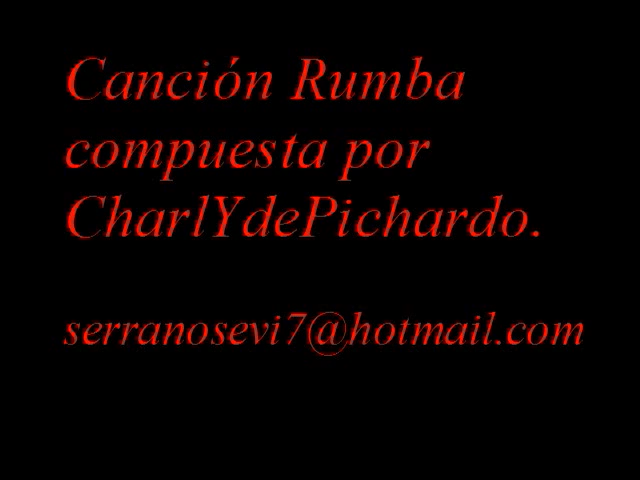 Canción Rumba
compuesta por
CharlYdePichardo.
serranosevi7@hotmail.com